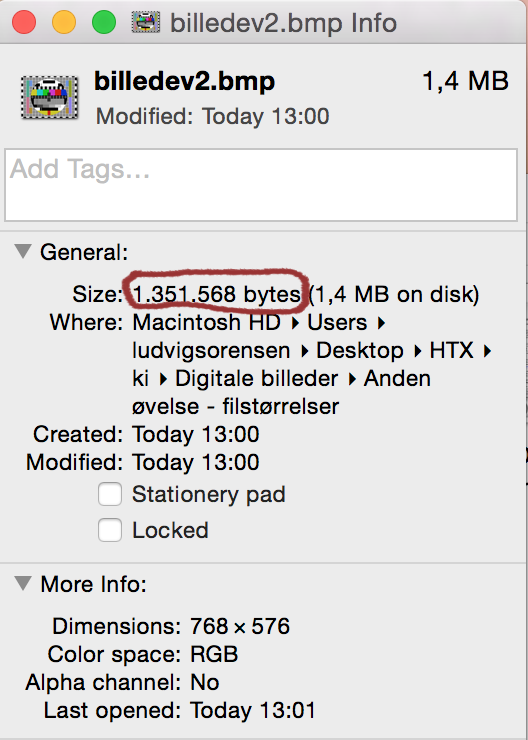 billedev2.bmp Info
billedev2.bmp 1,4 MB
Modified: Today 13:00
Add Tags…
General:
Size: 1.351.568 bytes (1,4 MB on disk)
Where: Macintosh HD ▸ Users ▸
ludvigsorensen ▸ Desktop ▸ HTX ▸
ki ▸ Digitale billeder ▸ Anden
øvelse - filstørrelser
Created: Today 13:00
Modified: Today 13:00
Stationery pad
Locked
More Info:
Dimensions: 768 × 576
Color space: RGB
Alpha channel: No
Last opened: Today 13:01